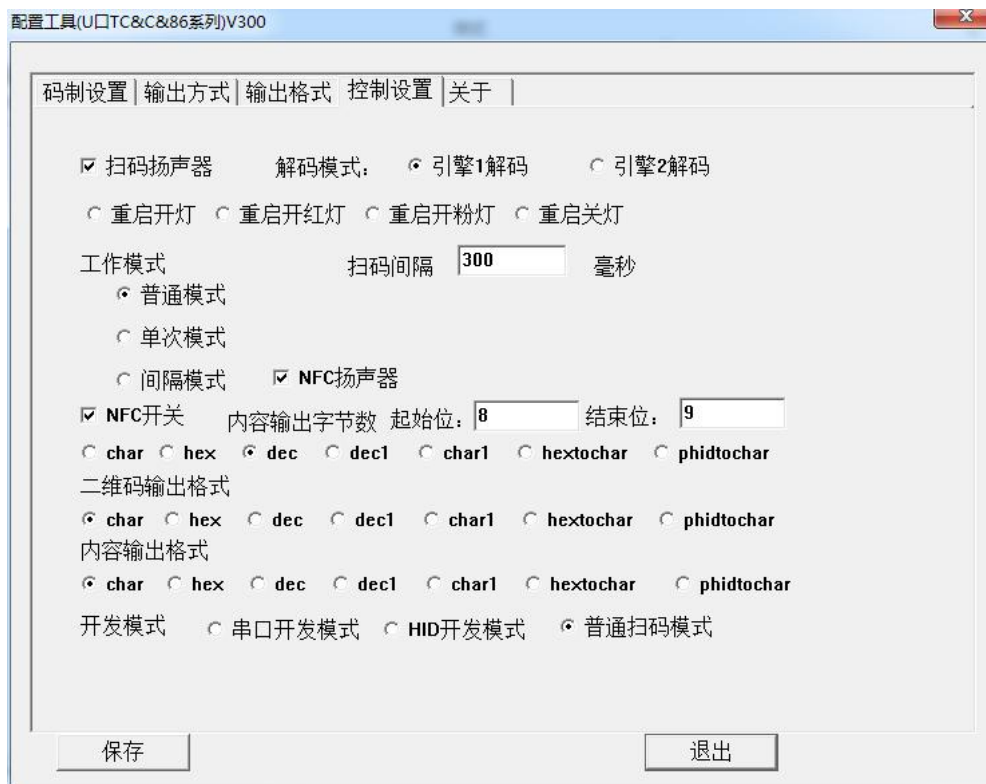 配置工具(U口TC&C&86系列)V300
码制设置 输出方式 输出格式 控制设置 关于
扫码扬声器 解码模式： 引擎1解码 引擎2解码
重启开灯 重启开红灯 重启开粉灯 重启关灯
工作模式 扫码间隔 300 毫秒
普通模式
单次模式
间隔模式 NFC扬声器
NFC开关 内容输出字节数 起始位： 8 结束位： 9
char hex dec dec1 char1 hextochar phidtochar
二维码输出格式
char hex dec dec1 char1 hextochar phidtochar
内容输出格式
char hex dec dec1 char1 hextochar phidtochar
开发模式 串口开发模式 HID开发模式 普通扫码模式
保存 退出